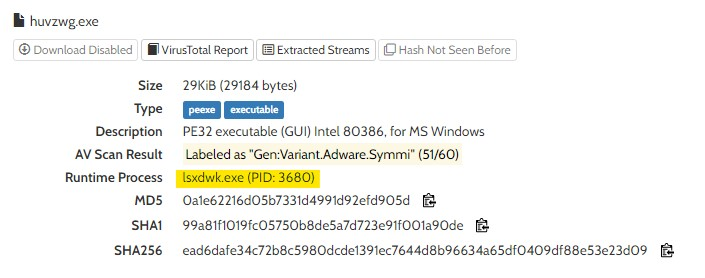 huvzwg.exe
Download Disabled VirusTotal Report Extracted Streams Hash Not Seen Before
Size 29KiB (29184 bytes)
Type peexe executable
Description PE32 executable (GUI) Intel 80386, for MS Windows
AV Scan Result Labeled as "Gen:Variant.Adware.Symmi" (51/60)
Runtime Process lsxdwk.exe (PID: 3680)
MD5 0a1e62216d05b7331d4991d92efd905d
SHA1 99a81f1019fc05750b8de5a7d723e91f001a90de
SHA256 ead6dafe34c72b8c5980dcde1391ec7644d8b96634a65df0409df88e53e23d09